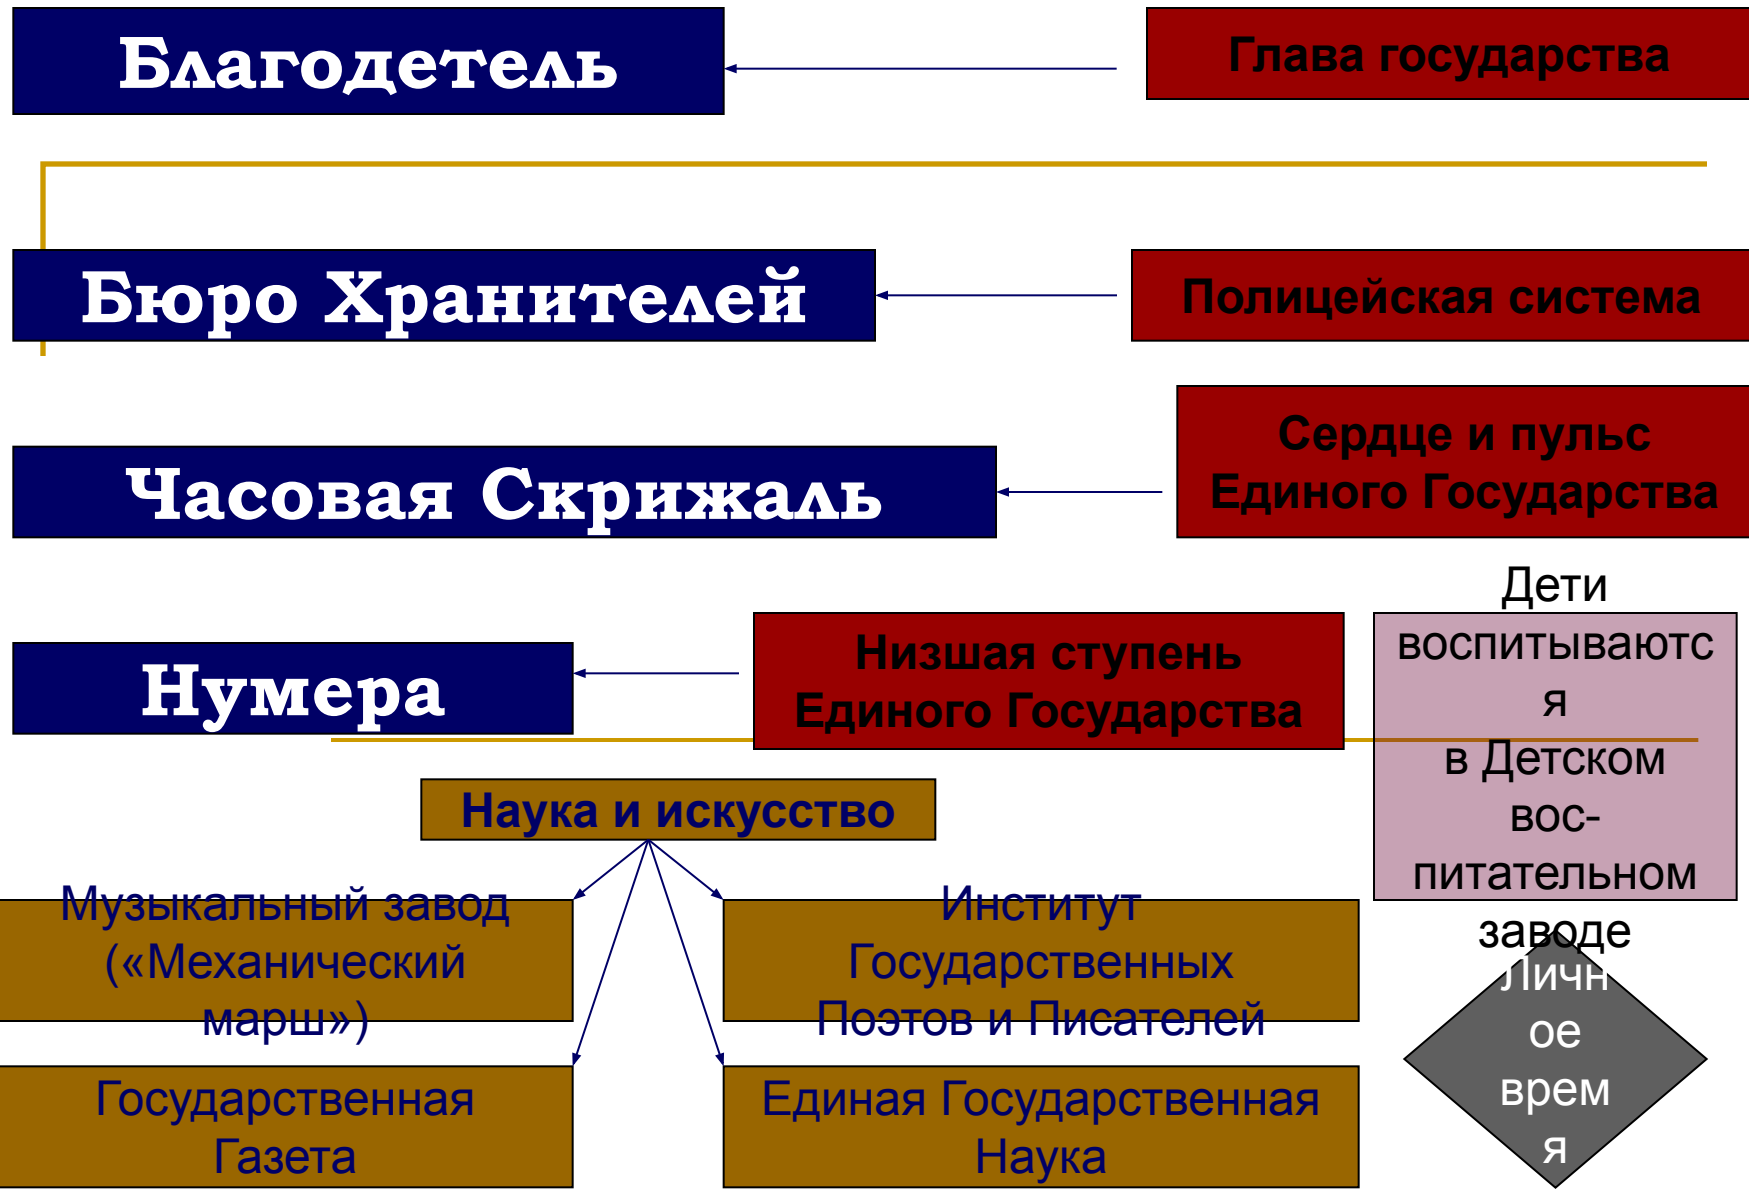 Благодетель
Глава государства
Бюро Хранителей
Полицейская система
Часовая Скрижаль
Сердце и пульс
Единого Государства
Нумера
Низшая ступень
Единого Государства
Дети
воспитываютс
я
в Детском
вос-
питательном
заводе
Наука и искусство
Музыкальный завод
(«Механический
марш»)
Институт
Государственных
Поэтов и Писателей
Личн
ое
врем
я
Государственная
Газета
Единая Государственная
Наука